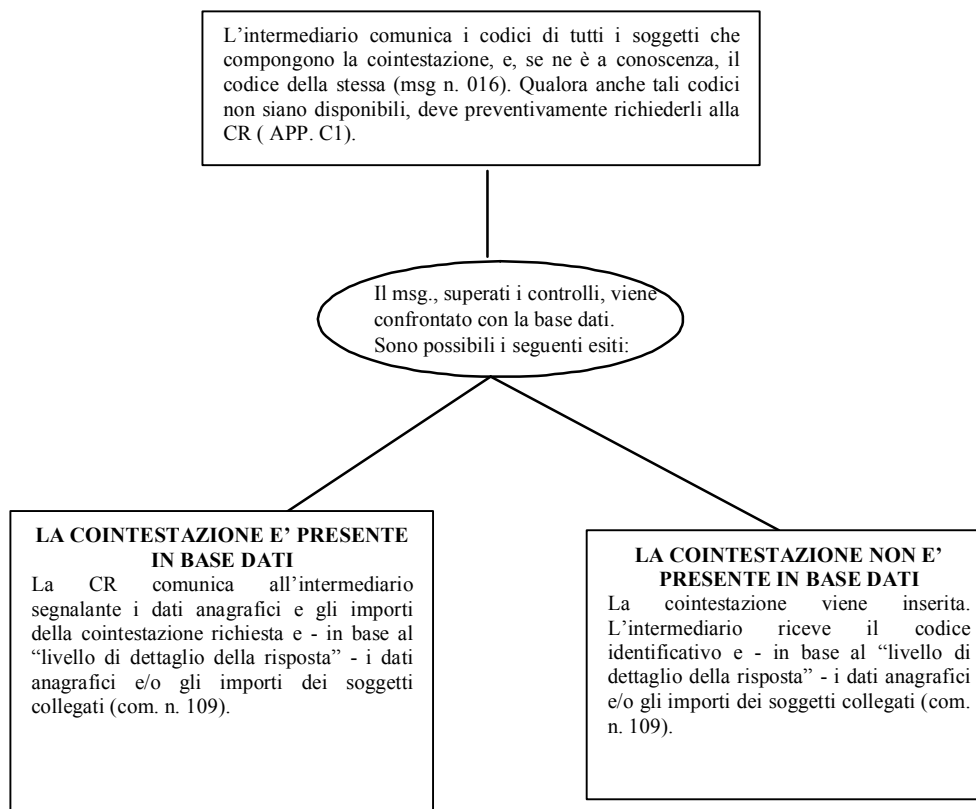 L’intermediario comunica i codici di tutti i soggetti che
compongono la cointestazione, e, se ne è a conoscenza, il
codice della stessa (msg n. 016). Qualora anche tali codici
non siano disponibili, deve preventivamente richiederli alla
CR ( APP. C1).
Il msg., superati i controlli, viene
confrontato con la base dati.
Sono possibili i seguenti esiti:
LA COINTESTAZIONE E’ PRESENTE
IN BASE DATI
La CR comunica all’intermediario
segnalante i dati anagrafici e gli importi
della cointestazione richiesta e - in base al
“livello di dettaglio della risposta” - i dati
anagrafici e/o gli importi dei soggetti
collegati (com. n. 109).
LA COINTESTAZIONE NON E’
PRESENTE IN BASE DATI
La cointestazione viene inserita.
L’intermediario riceve il codice
identificativo e - in base al “livello di
dettaglio della risposta” - i dati anagrafici
e/o gli importi dei soggetti collegati (com.
n. 109).